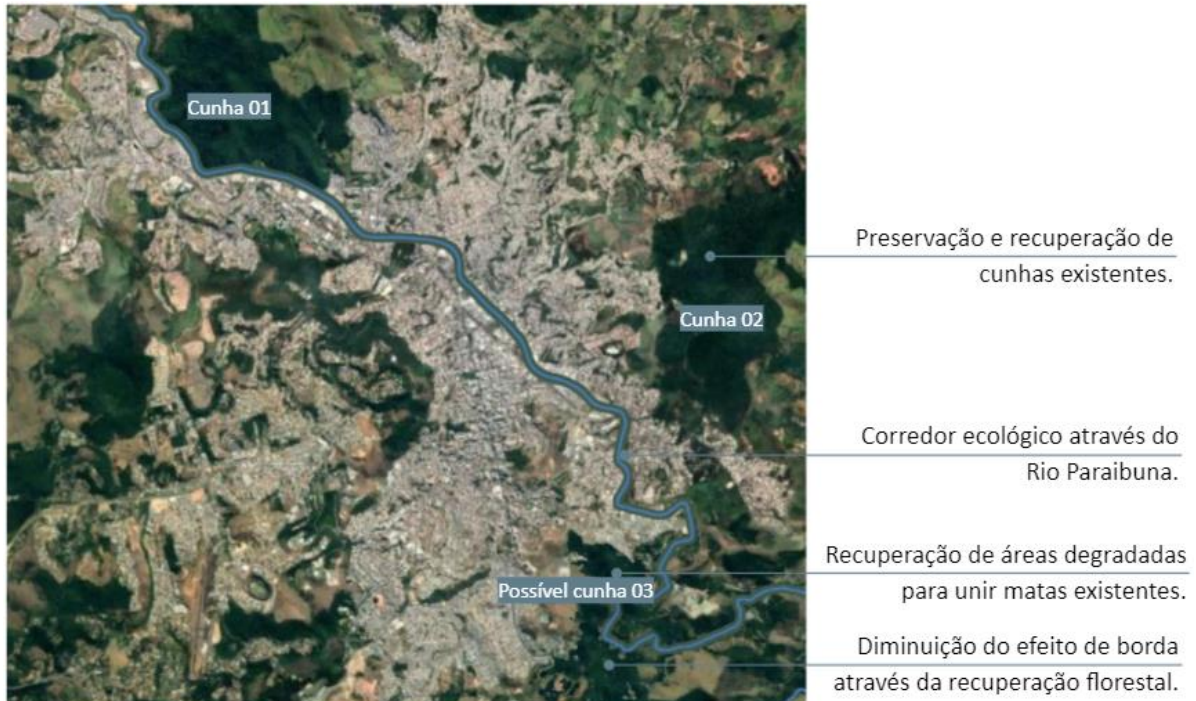 Cunha 01
Preservação e recuperação de
cunhas existentes.
Cunha 02
Corredor ecológico através do
Rio Paraibuna.
Recuperação de áreas degradadas
para unir matas existentes.
Possível cunha 03
Diminuição do efeito de borda
através da recuperação florestal.